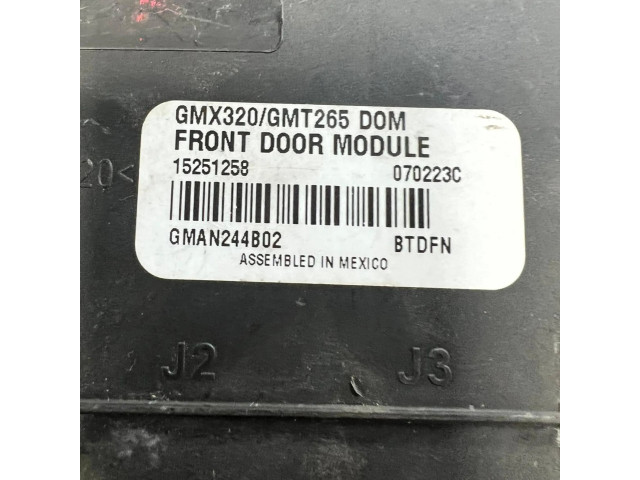 GMX320/GMT265 DOM
FRONT DOOR MODULE
15251258 070223C
GMAN244B02 BTDFN
ASSEMBLED IN MEXICO
20<
J2 J3